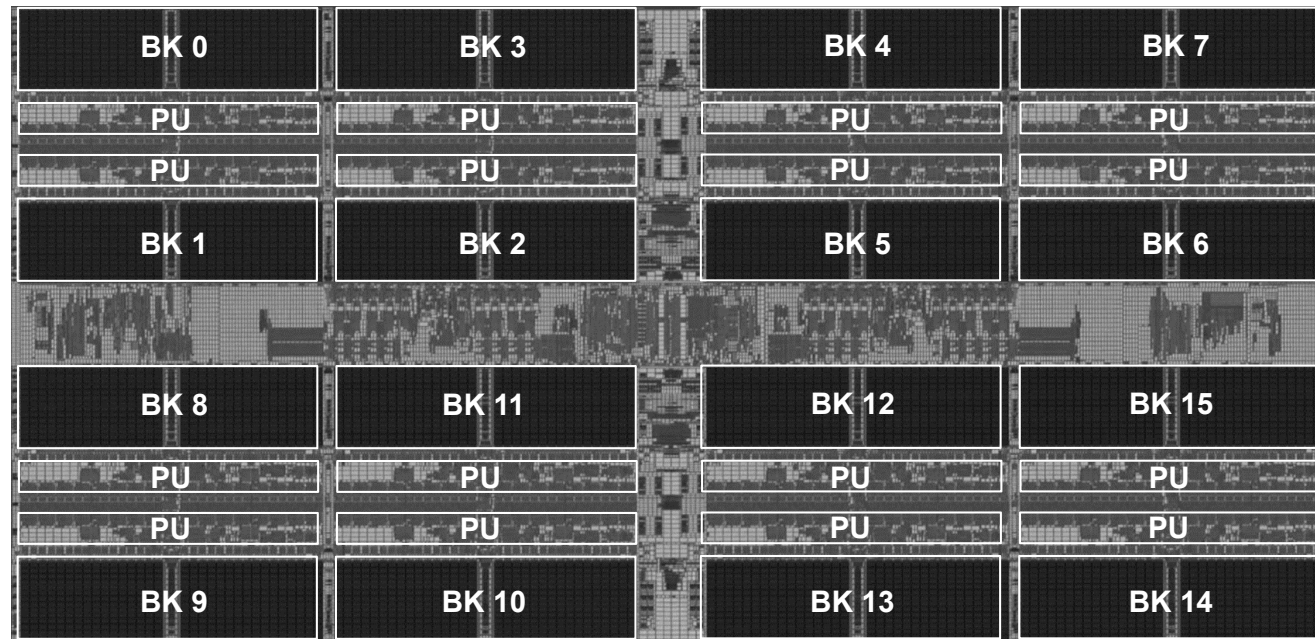 BK 0 BK 3 BK 4 BK 7
PU PU PU PU
PU PU PU PU
BK 1 BK 2 BK 5 BK 6
BK 8 BK 11 BK 12 BK 15
PU PU PU PU
PU PU PU PU
BK 9 BK 10 BK 13 BK 14